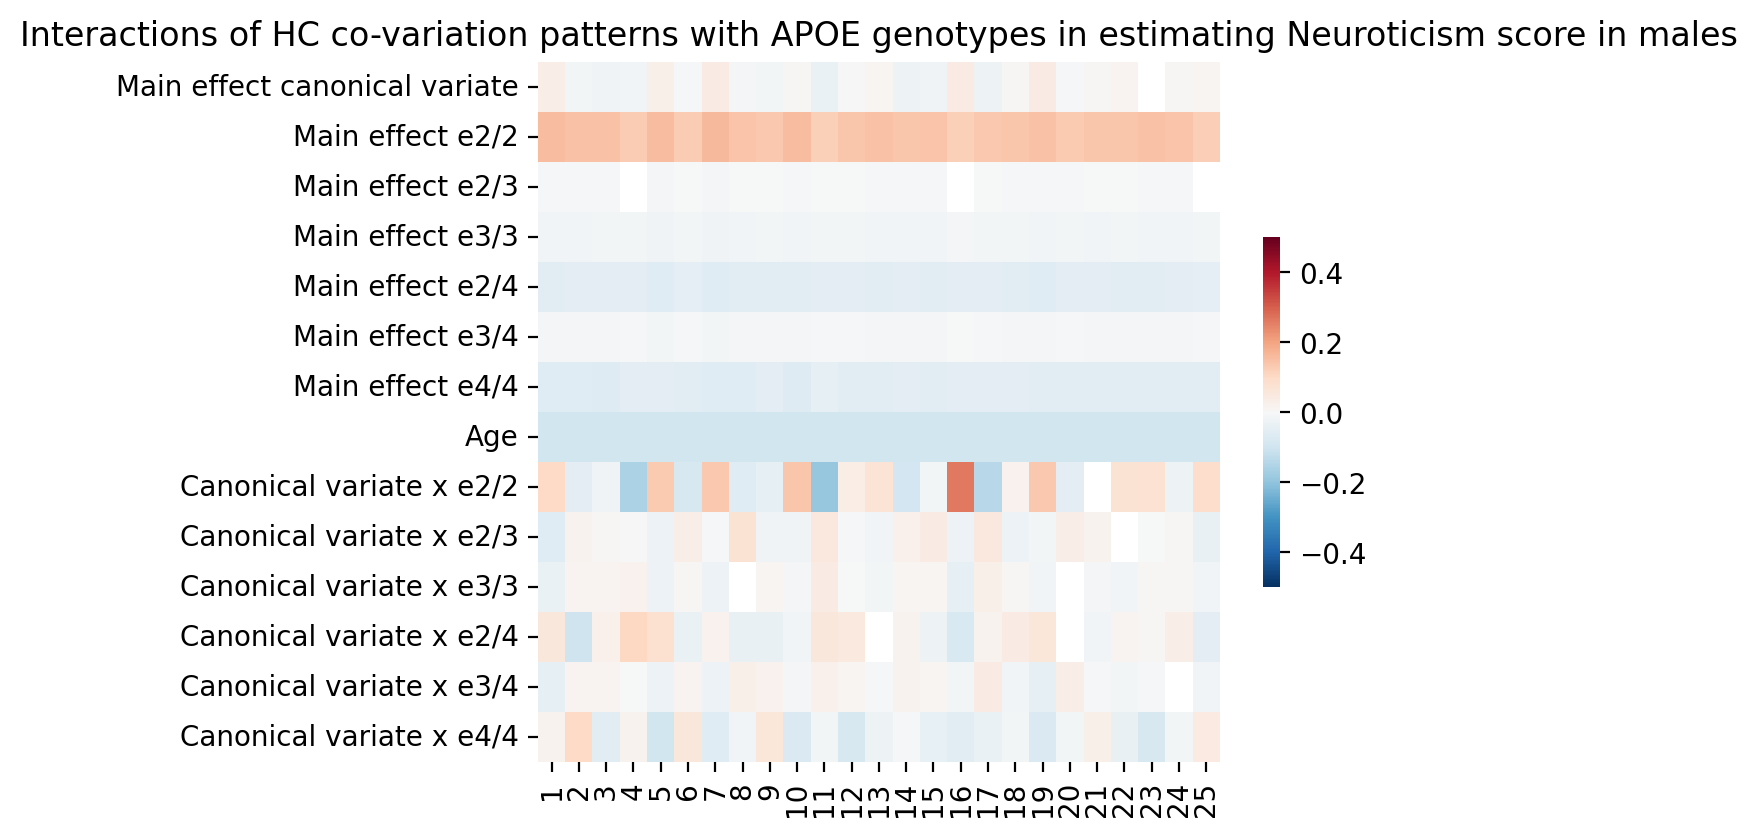 Interactions of HC co-variation patterns with APOE genotypes in estimating Neuroticism score in males
Main effect canonical variate
Main effect e2/2
Main effect e2/3
Main effect e3/3
Main effect e2/4
Main effect e3/4
Main effect e4/4
Age
Canonical variate x e2/2
Canonical variate x e2/3
Canonical variate x e3/3
Canonical variate x e2/4
Canonical variate x e3/4
Canonical variate x e4/4
1 2 3 4 5 6 7 8 9 10 11 12 13 14 15 16 17 18 19 20 21 22 23 24 25
0.4
0.2
0.0
−0.2
−0.4